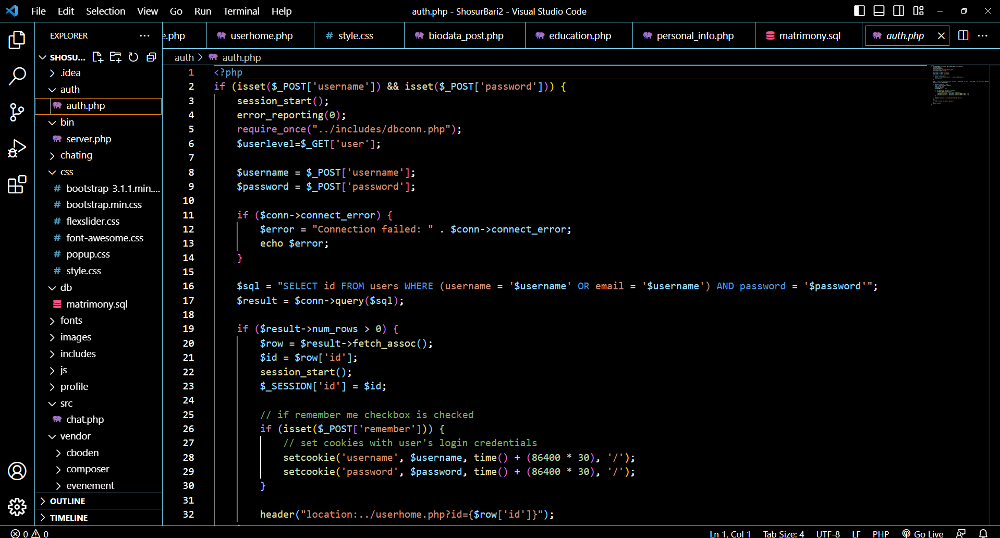 File Edit Selection View Go Run Terminal Help
auth.php - ShosurBari2 - Visual Studio Code
EXPLORER
e.php
userhome.php
style.css
biodata_post.php
education.php
personal_info.php
matrimony.sql
auth.php
SHOSU...
.idea
auth
auth.php
bin
server.php
chating
css
bootstrap-3.1.1.min....
bootstrap.min.css
flexslider.css
font-awesome.css
popup.css
style.css
db
matrimony.sql
fonts
images
includes
js
profile
src
chat.php
vendor
cboden
composer
evenement
OUTLINE
TIMELINE
auth > auth.php
1 <?php
2 if (isset($_POST['username']) && isset($_POST['password'])) {
3 session_start();
4 error_reporting(0);
5 require_once("../includes/dbconn.php");
6 $userlevel=$_GET['user'];
7
8 $username = $_POST['username'];
9 $password = $_POST['password'];
10
11 if ($conn->connect_error) {
12 $error = "Connection failed: " . $conn->connect_error;
13 echo $error;
14 }
15
16 $sql = "SELECT id FROM users WHERE (username = '$username' OR email = '$username') AND password = '$password'";
17 $result = $conn->query($sql);
18
19 if ($result->num_rows > 0) {
20 $row = $result->fetch_assoc();
21 $id = $row['id'];
22 session_start();
23 $_SESSION['id'] = $id;
24
25 // if remember me checkbox is checked
26 if (isset($_POST['remember'])) {
27 // set cookies with user's login credentials
28 setcookie('username', $username, time() + (86400 * 30), '/');
29 setcookie('password', $password, time() + (86400 * 30), '/');
30 }
31
32 header("location:../userhome.php?id={$row['id']}");
0 0
Ln 1, Col 1 Tab Size: 4 UTF-8 LF PHP Go Live